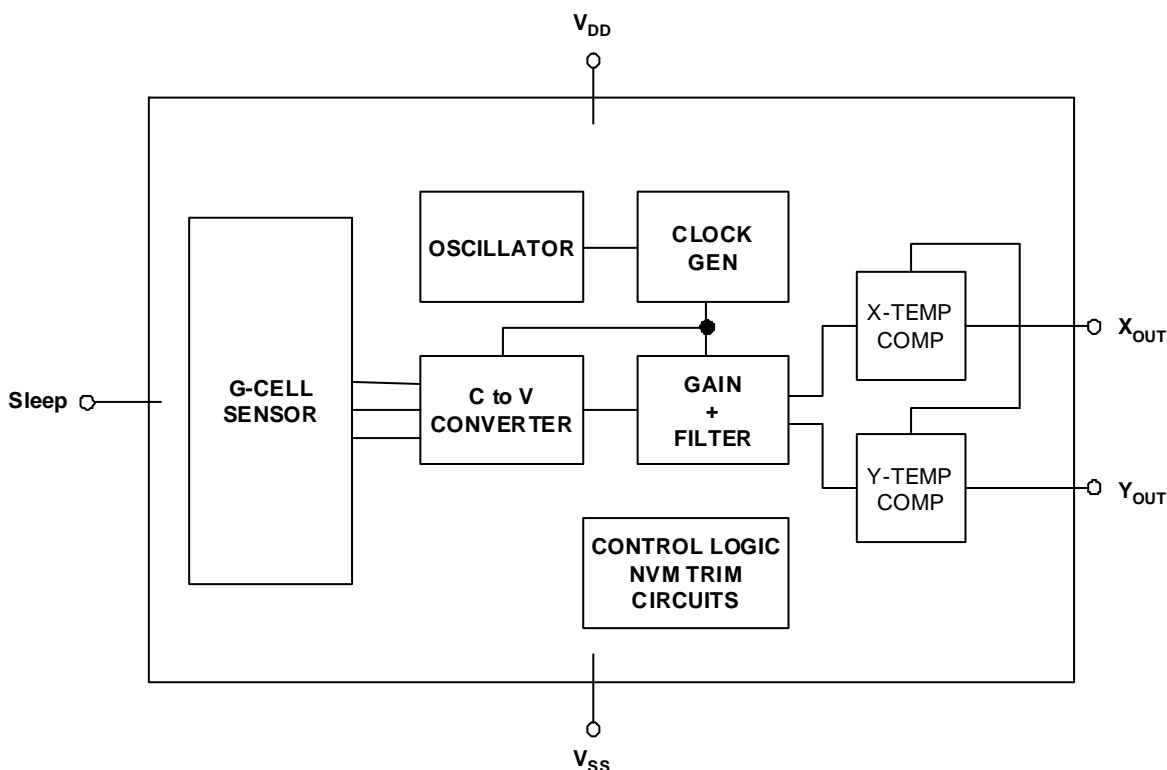 VDD
OSCILLATOR
CLOCK
GEN
X-TEMP
COMP
XOUT
Sleep
G-CELL
SENSOR
C to V
CONVERTER
GAIN
+
FILTER
Y-TEMP
COMP
YOUT
CONTROL LOGIC
NVM TRIM
CIRCUITS
VSS